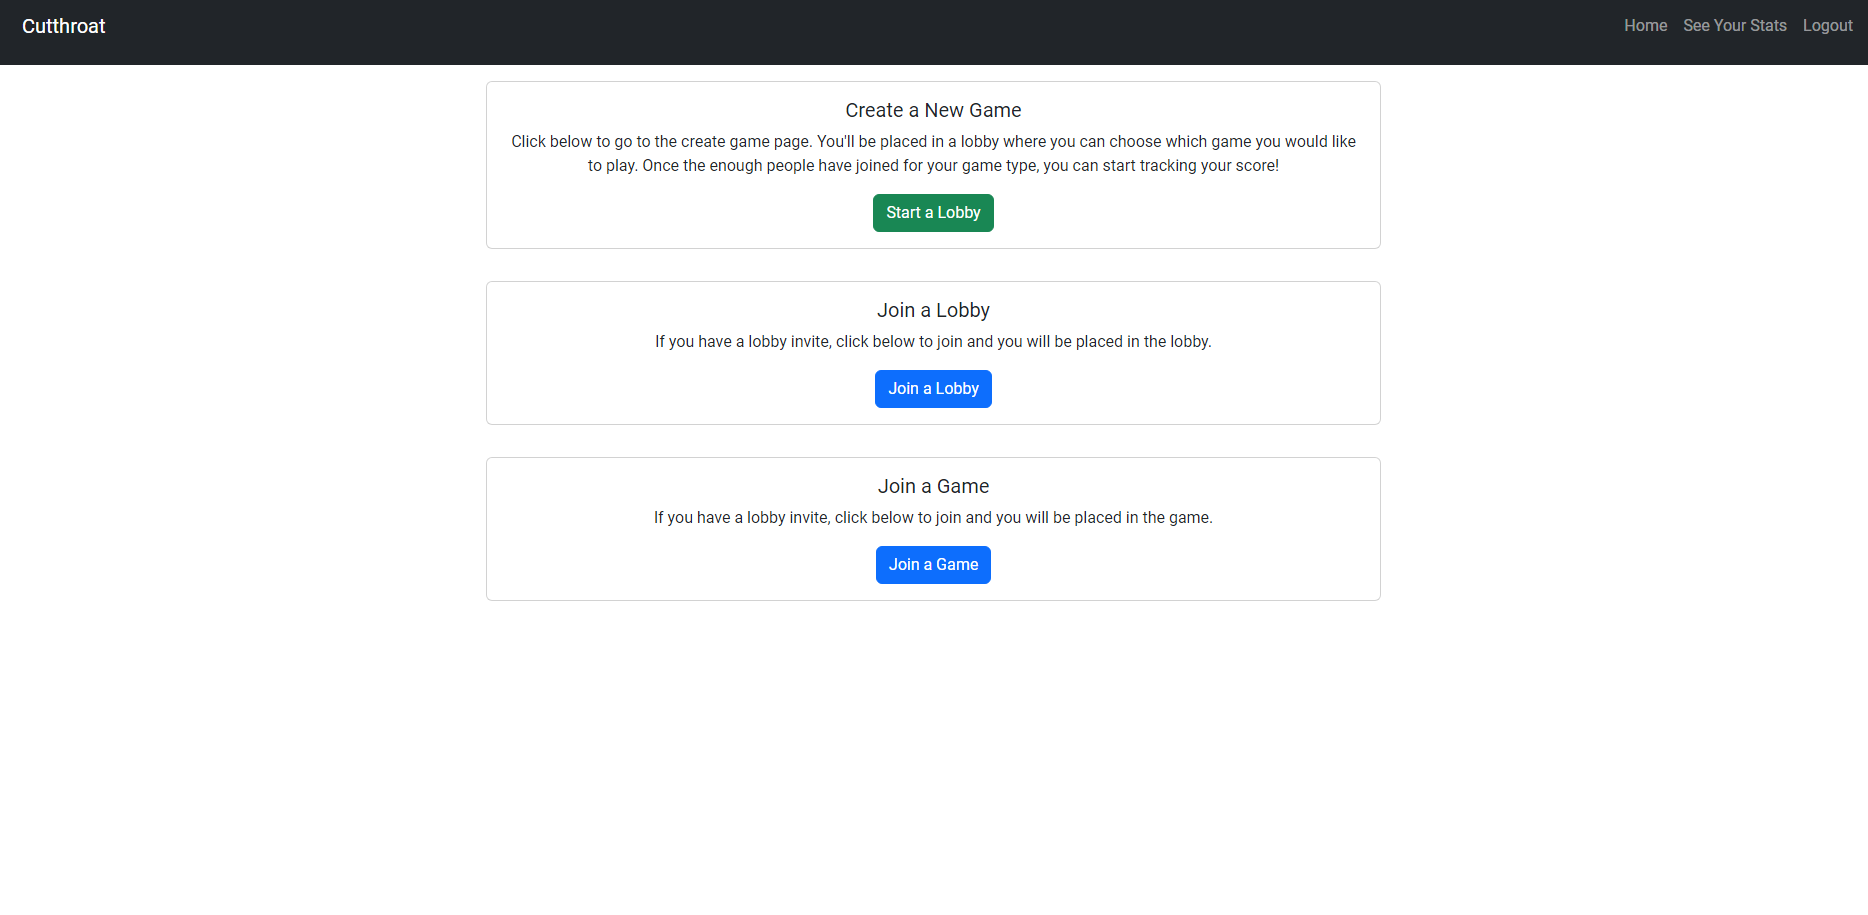 Cutthroat
Home See Your Stats Logout
Create a New Game
Click below to go to the create game page. You'll be placed in a lobby where you can choose which game you would like
to play. Once the enough people have joined for your game type, you can start tracking your score!
Start a Lobby
Join a Lobby
If you have a lobby invite, click below to join and you will be placed in the lobby.
Join a Lobby
Join a Game
If you have a lobby invite, click below to join and you will be placed in the game.
Join a Game